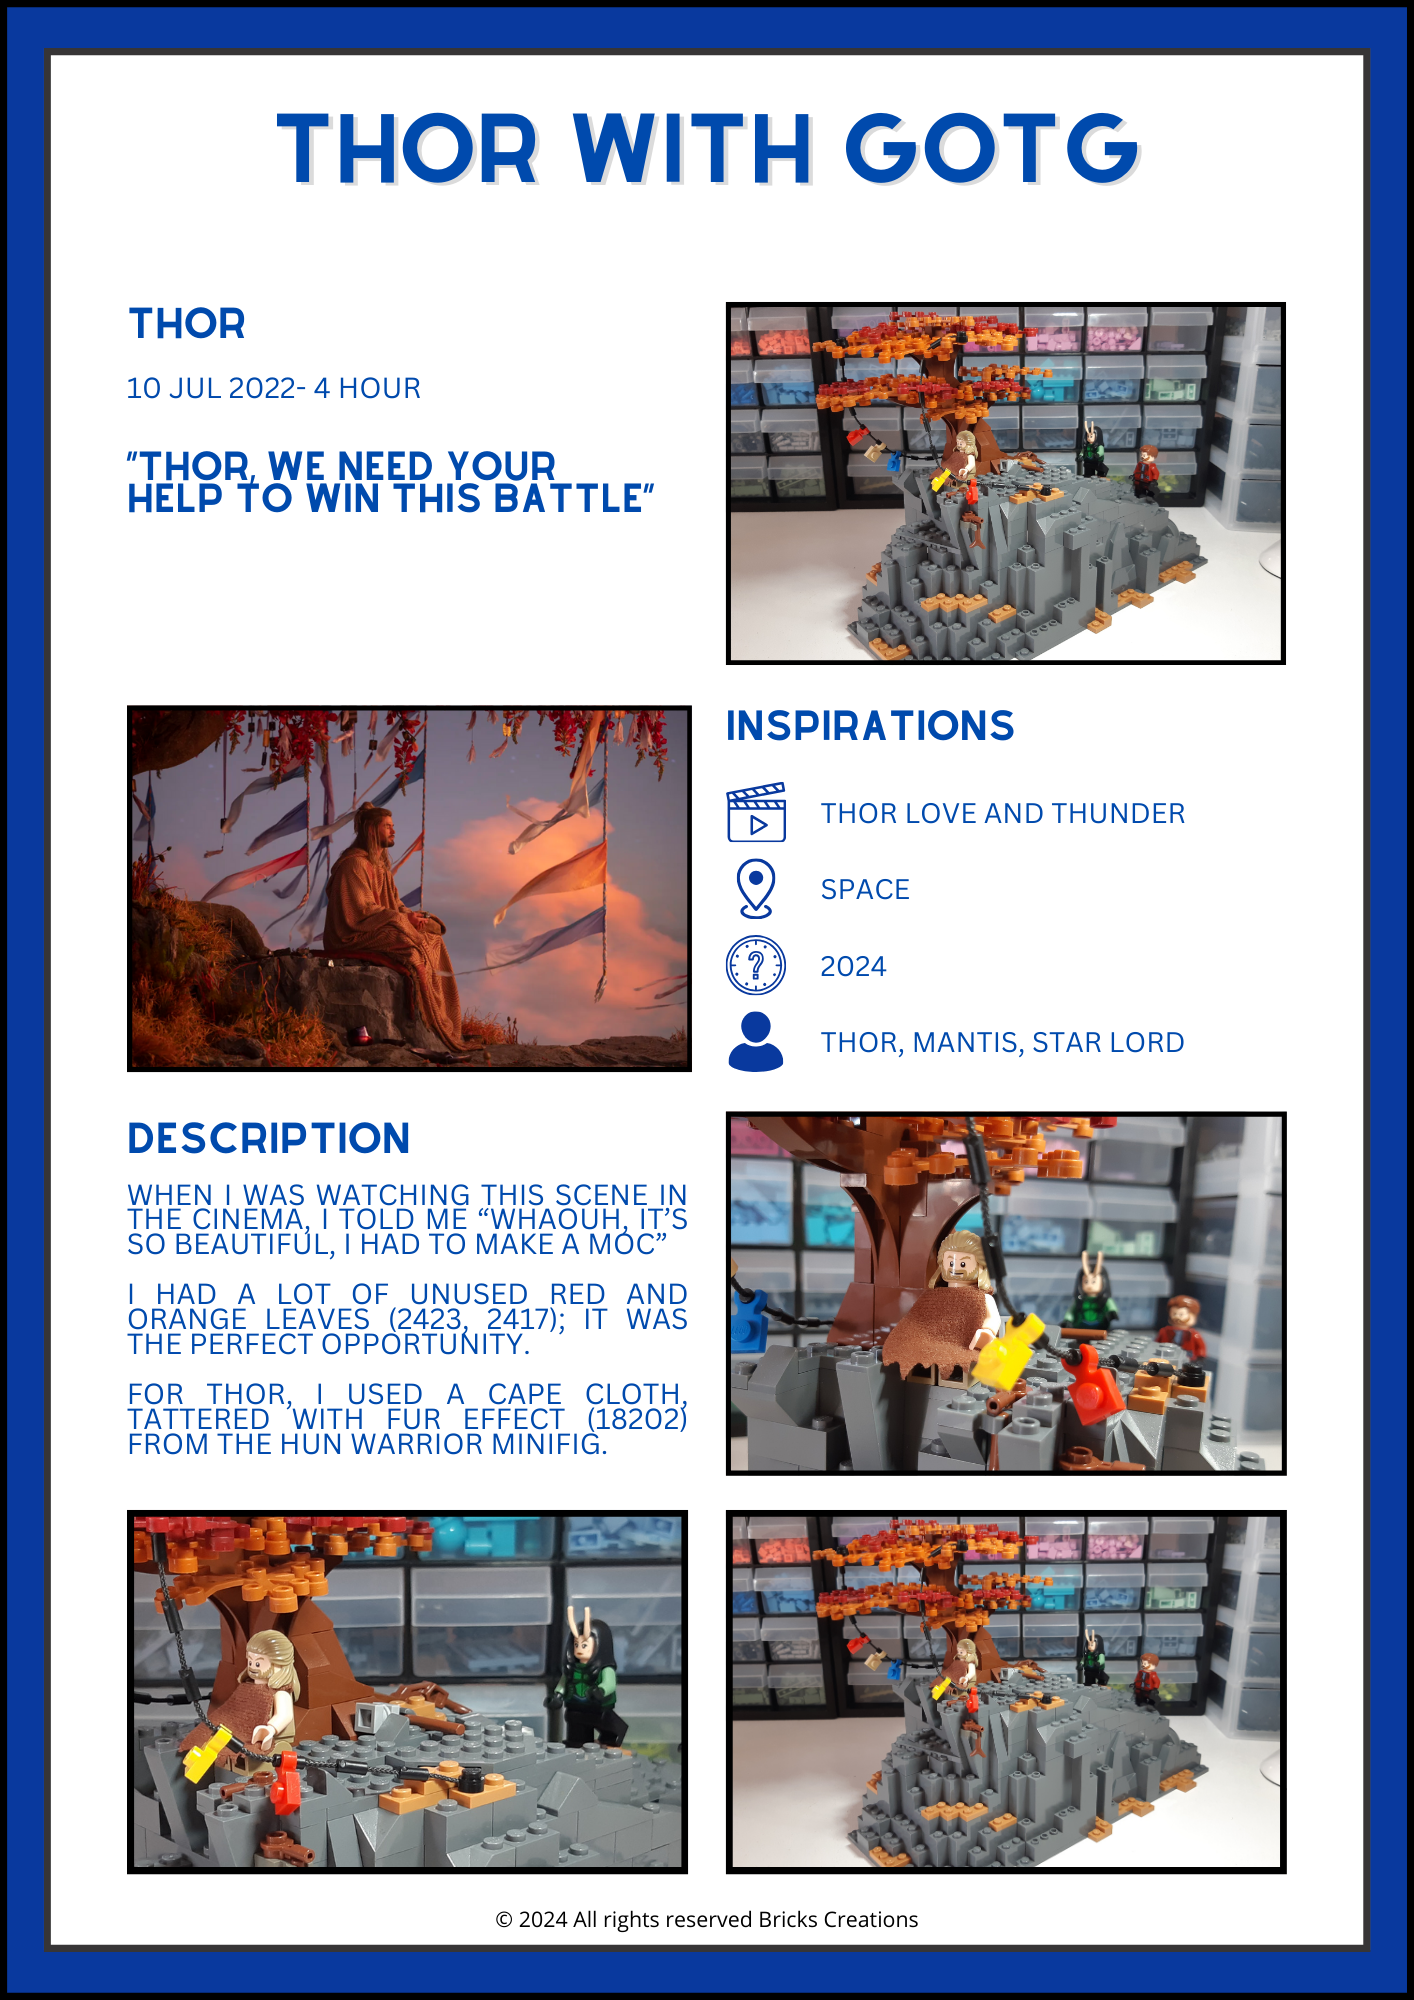 THOR WITH GOTG
THOR
10 JUL 2022- 4 HOUR
"THOR, WE NEED YOUR
HELP TO WIN THIS BATTLE"
INSPIRATIONS
THOR LOVE AND THUNDER
SPACE
?
2024
THOR, MANTIS, STAR LORD
DESCRIPTION
WHEN I WAS WATCHING THIS SCENE IN
THE CINEMA, I TOLD ME “WHAOUH, IT’S
SO BEAUTIFUL, I HAD TO MAKE A MOC”
I HAD A LOT OF UNUSED RED AND
ORANGE LEAVES (2423, 2417); IT WAS
THE PERFECT OPPORTUNITY.
FOR THOR, I USED A CAPE CLOTH,
TATTERED WITH FUR EFFECT (18202)
FROM THE HUN WARRIOR MINIFIG.
© 2024 All rights reserved Bricks Creations